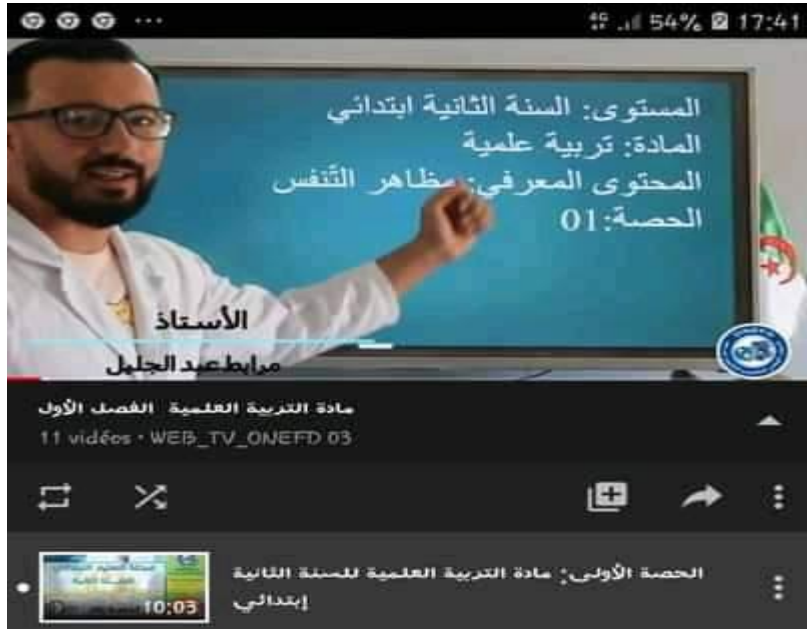 54% 17:41
المستوى: السنة الثانية ابتدائي
المادة: تربية علمية
المحتوى المعرفي: مظاهر التنفس
الحصة: 01
الأستاذ
مرابط عبد الجليل
مادة التربية العلمية الفصل الأول
11 vidéos · WEB_TV_ONEFD 03
الحصة الأولى: مادة التربية العلمية للسنة الثانية
إبتدائي
10:03